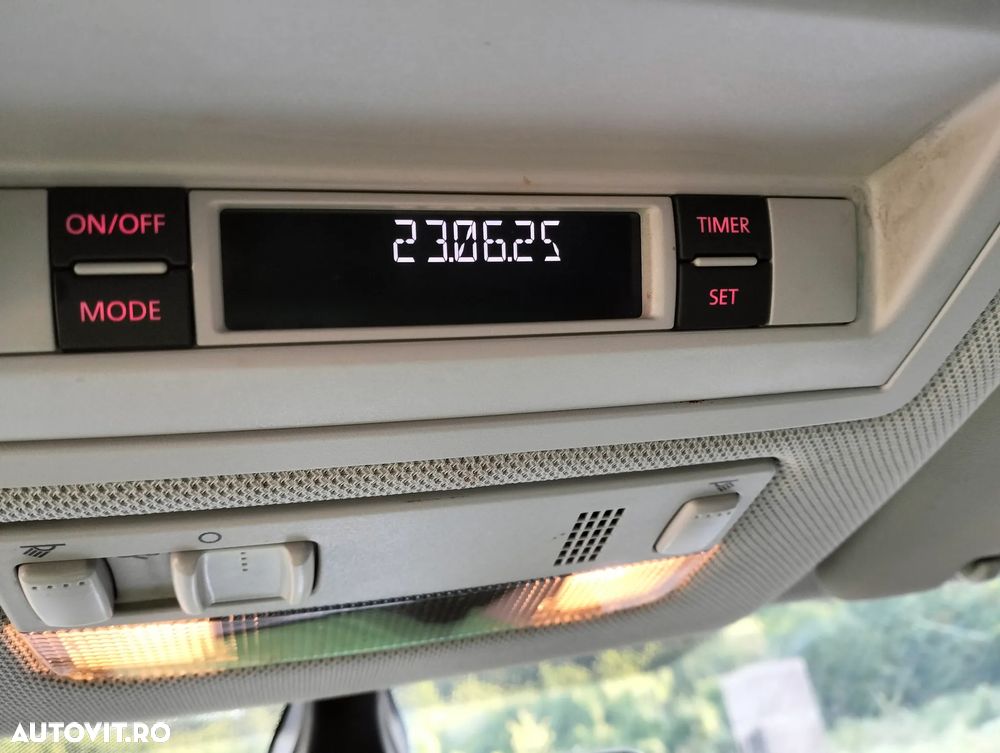 ON/OFF
MODE
23.06.25
TIMER
SET
AUTOVIT.RO